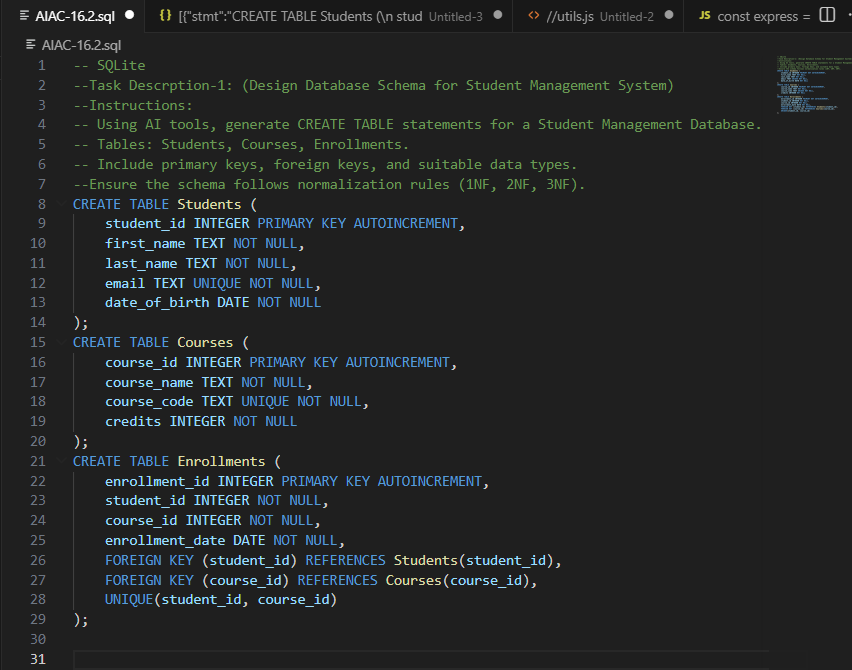 AIAC-16.2.sql
{} [{"stmt":"CREATE TABLE Students (\n stud Untitled-3
<> //utils.js Untitled-2
JS const express =
AIAC-16.2.sql
1 -- SQLite
2 --Task Descrption-1: (Design Database Schema for Student Management System)
3 --Instructions:
4 -- Using AI tools, generate CREATE TABLE statements for a Student Management Database.
5 -- Tables: Students, Courses, Enrollments.
6 -- Include primary keys, foreign keys, and suitable data types.
7 --Ensure the schema follows normalization rules (1NF, 2NF, 3NF).
8 CREATE TABLE Students (
9     student_id INTEGER PRIMARY KEY AUTOINCREMENT,
10     first_name TEXT NOT NULL,
11     last_name TEXT NOT NULL,
12     email TEXT UNIQUE NOT NULL,
13     date_of_birth DATE NOT NULL
14 );
15 CREATE TABLE Courses (
16     course_id INTEGER PRIMARY KEY AUTOINCREMENT,
17     course_name TEXT NOT NULL,
18     course_code TEXT UNIQUE NOT NULL,
19     credits INTEGER NOT NULL
20 );
21 CREATE TABLE Enrollments (
22     enrollment_id INTEGER PRIMARY KEY AUTOINCREMENT,
23     student_id INTEGER NOT NULL,
24     course_id INTEGER NOT NULL,
25     enrollment_date DATE NOT NULL,
26     FOREIGN KEY (student_id) REFERENCES Students(student_id),
27     FOREIGN KEY (course_id) REFERENCES Courses(course_id),
28     UNIQUE(student_id, course_id)
29 );
30
31